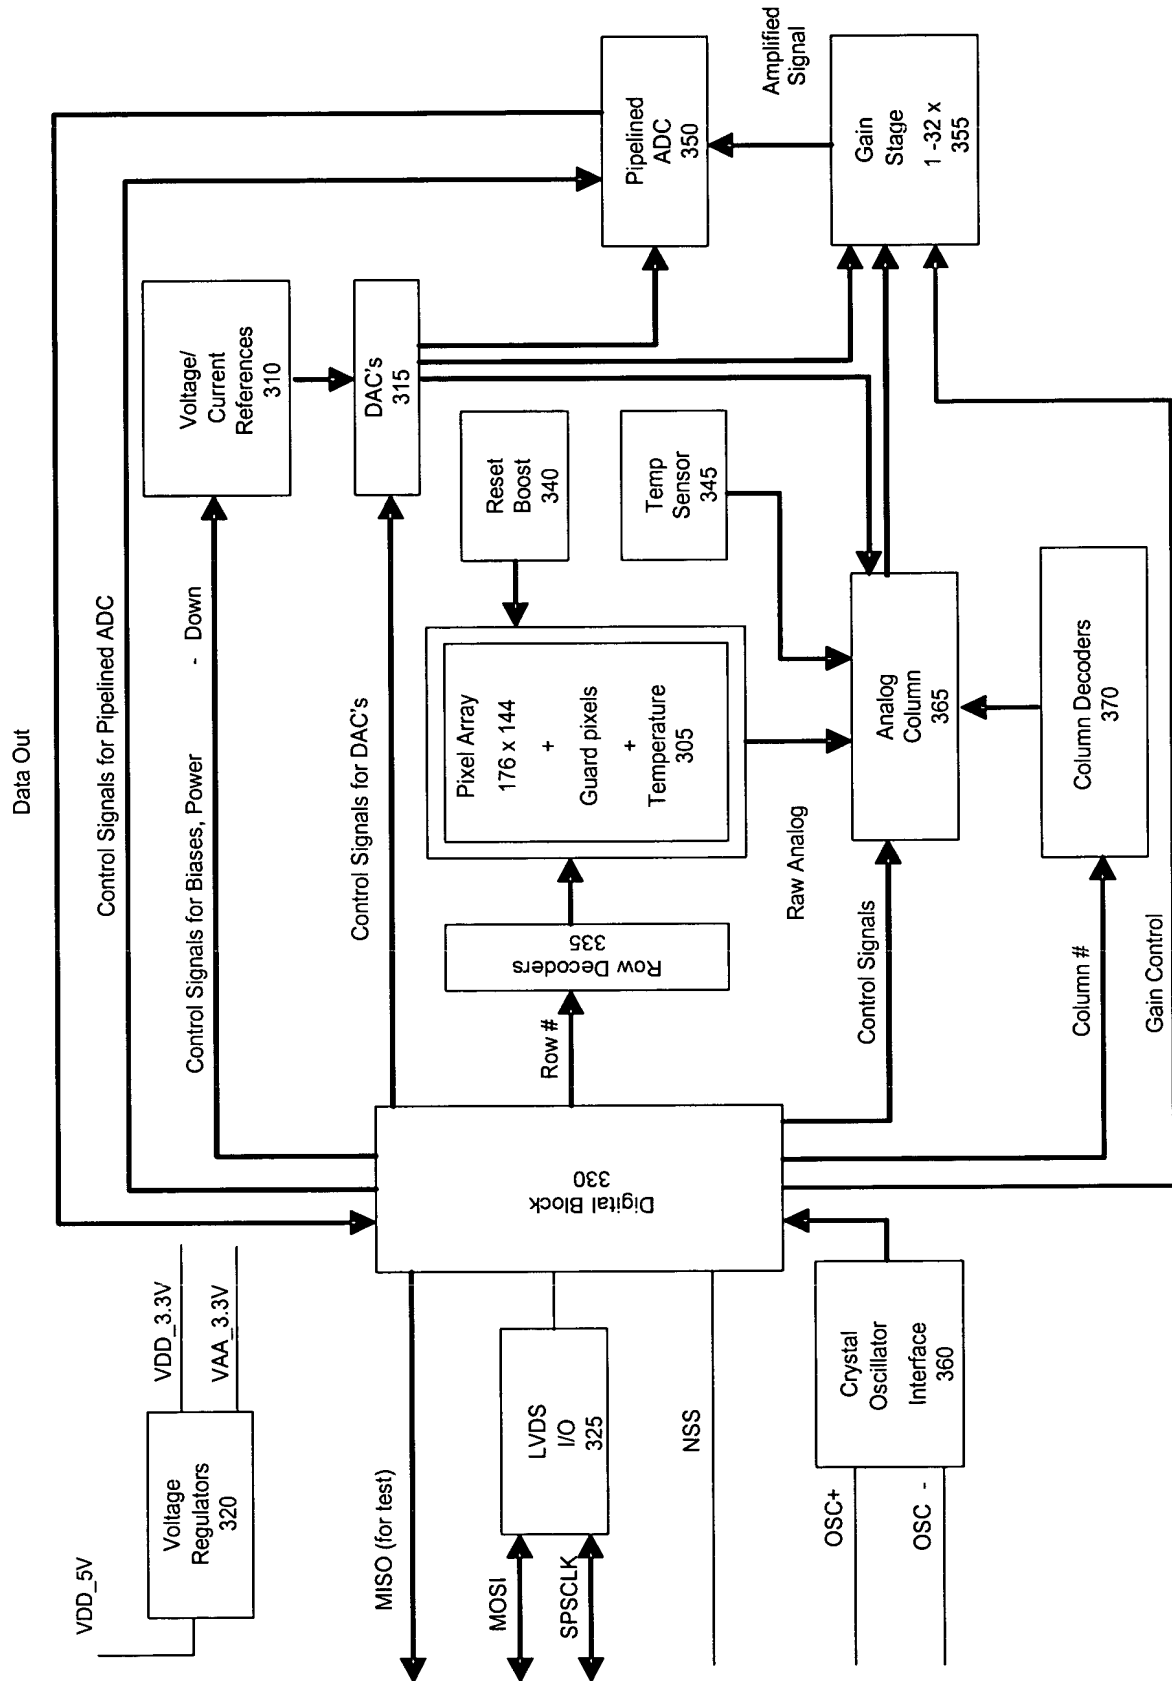 Data Out
Control Signals for Pipelined ADC
Control Signals for Biases, Power - Down
Control Signals for DAC's
VDD_5V
Voltage
Regulators
320
VDD_3.3V
VAA_3.3V
Voltage/
Current
References
310
DAC's
315
Pipelined
ADC
350
Amplified
Signal
Gain
Stage
1 -32 x
355
Reset
Boost
340
Temp
Sensor
345
MISO (for test)
MOSI
SPSCLK
LVDS
I/O
325
NSS
Digital Block
330
Row #
Row Decoders
335
Pixel Array
176 x 144
+
Guard pixels
+
Temperature
305
Raw Analog
Control Signals
Analog
Column
365
OSC+
OSC -
Crystal
Oscillator
Interface
360
Column #
Column Decoders
370
Gain Control